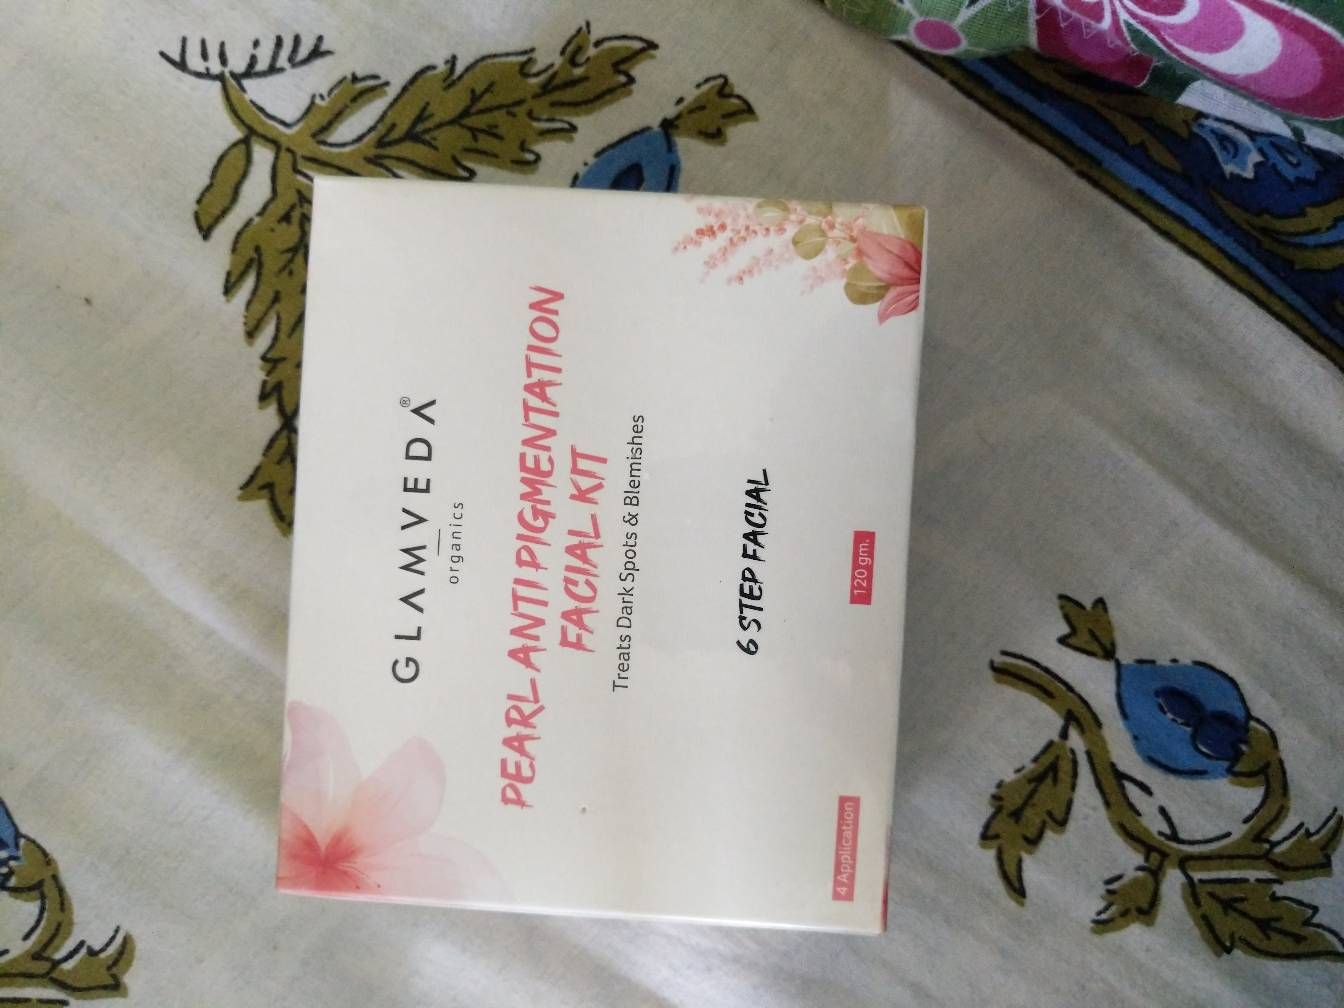 GLAMVEDA®
organics
PEARL ANTI PIGMENTATION
FACIAL KIT
Treats Dark Spots & Blemishes
6 STEP FACIAL
4 Application
120 gm.